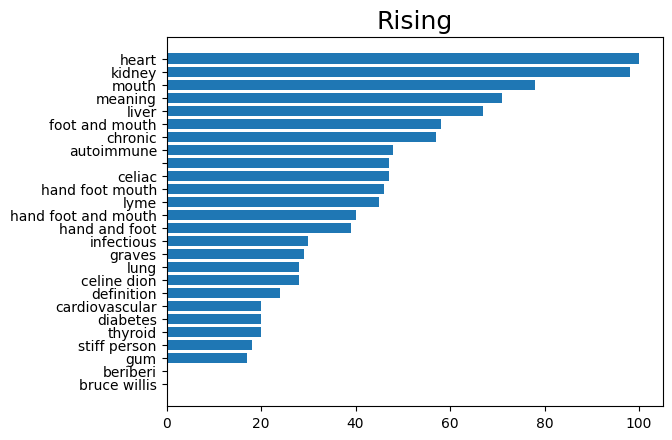 Rising
heart
kidney
mouth
meaning
liver
foot and mouth
chronic
autoimmune
celiac
hand foot mouth
lyme
hand foot and mouth
hand and foot
infectious
graves
lung
celine dion
definition
cardiovascular
diabetes
thyroid
stiff person
gum
beriberi
bruce willis
0 20 40 60 80 100